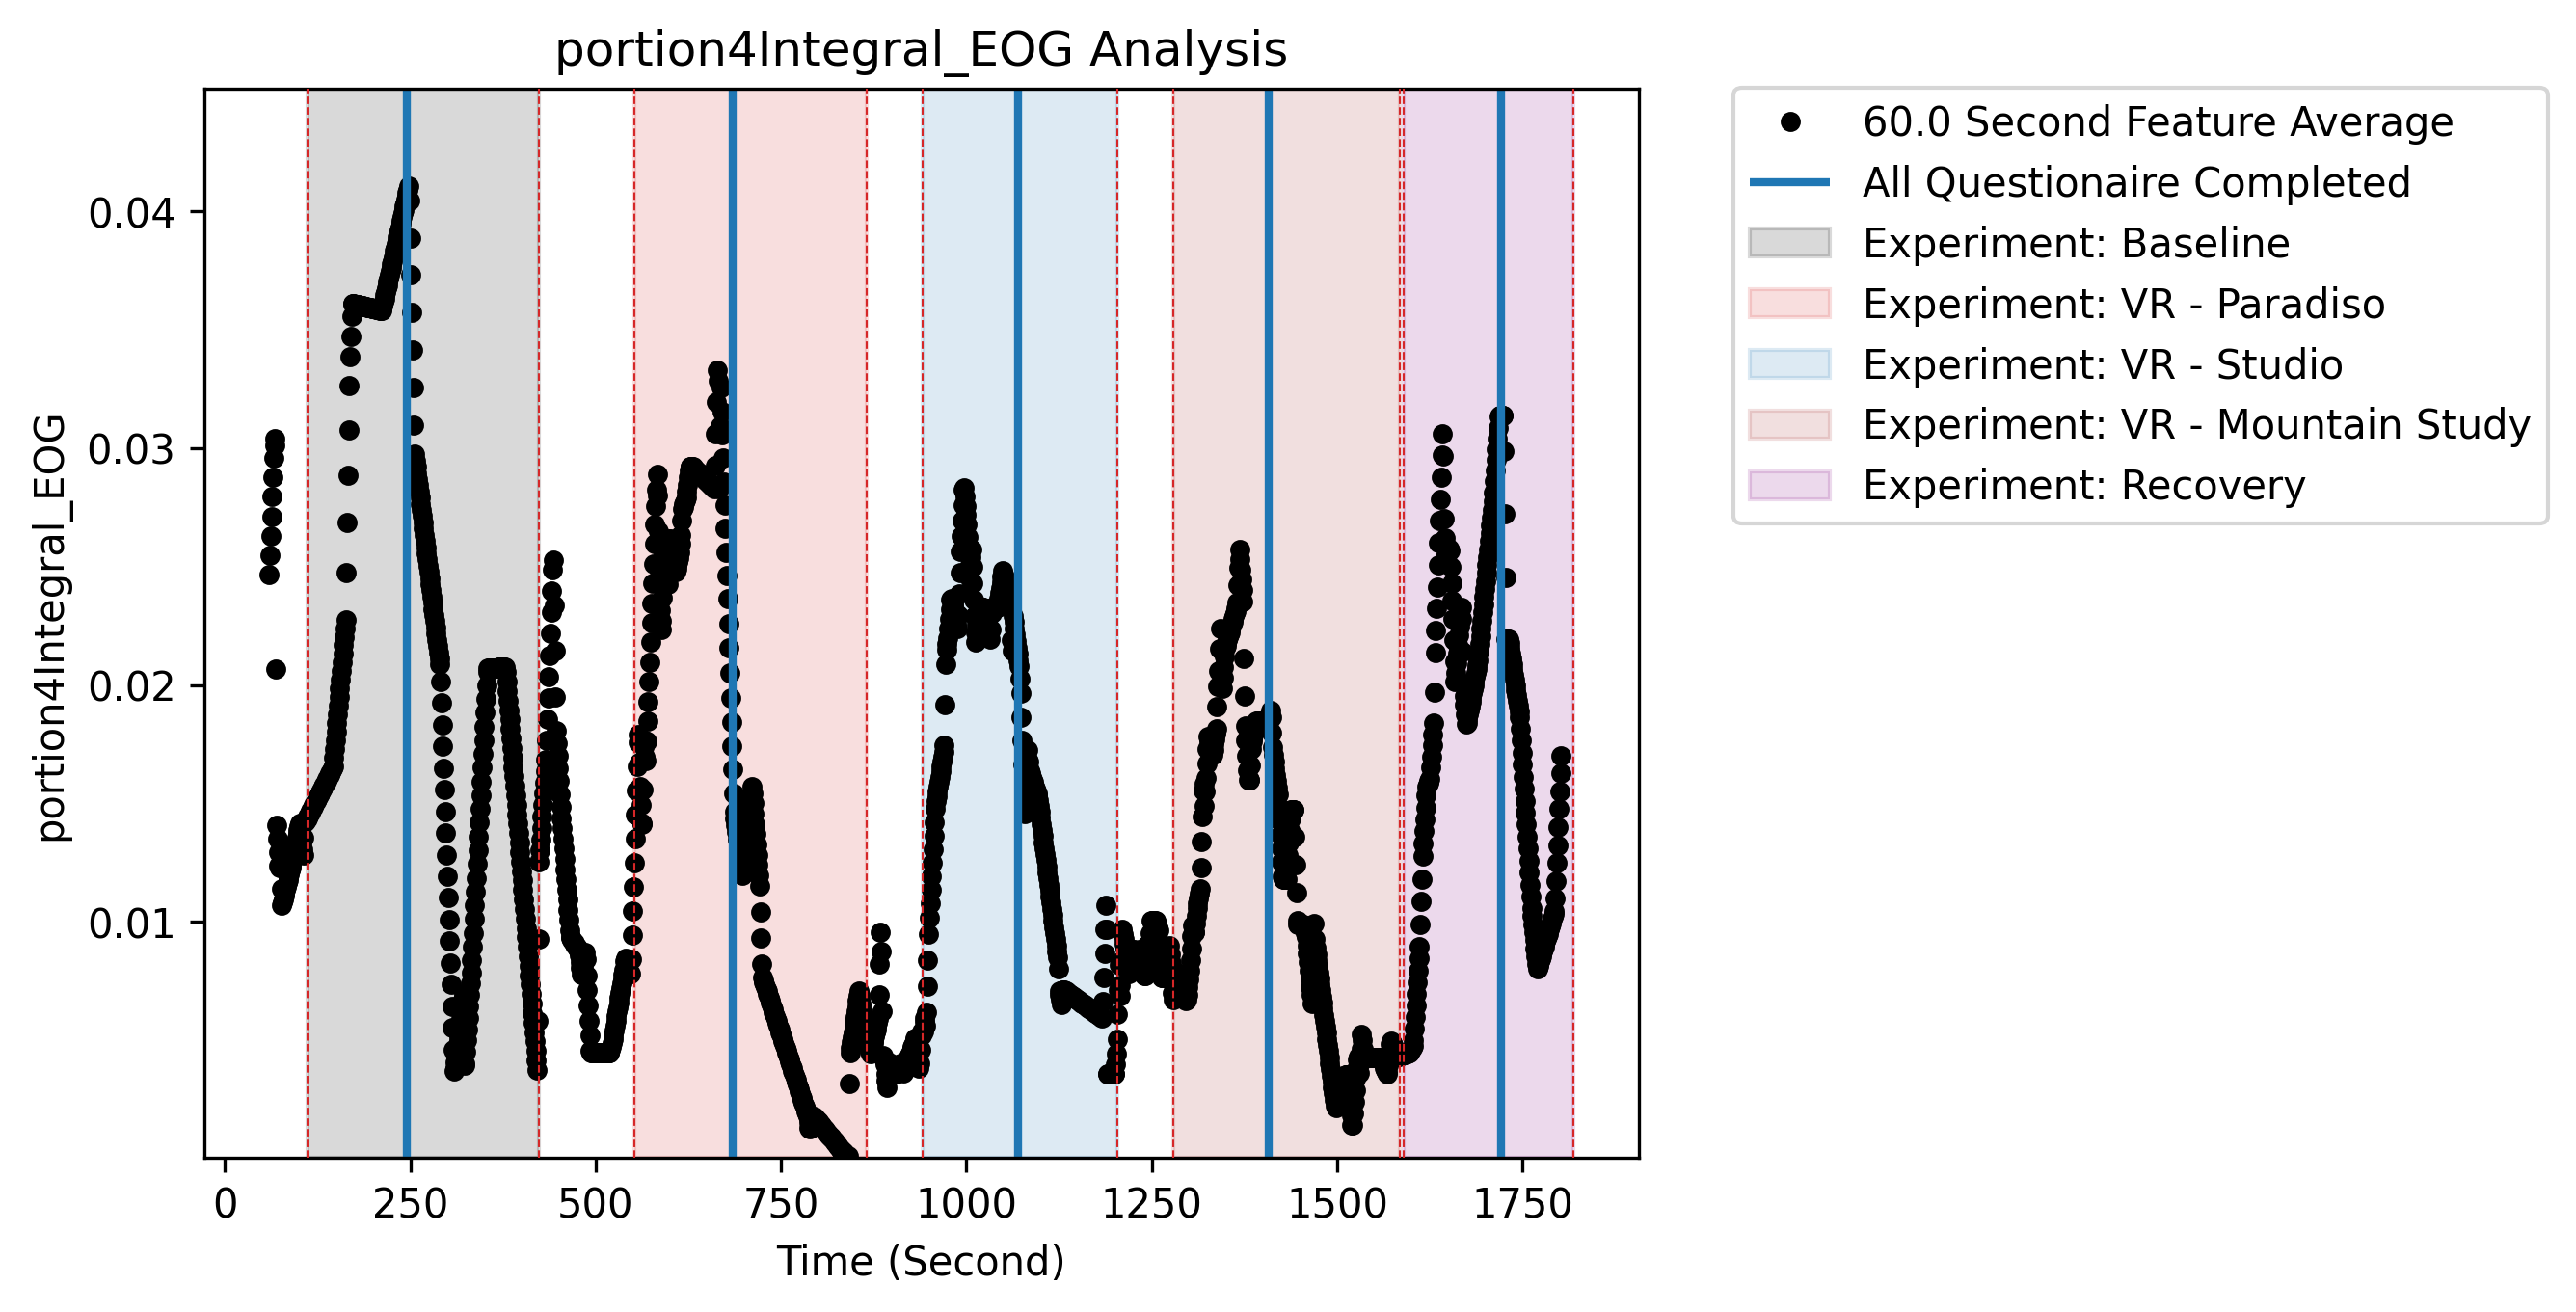 portion4Integral_EOG Analysis
portion4Integral_EOG
0.04
0.03
0.02
0.01
0 250 500 750 1000 1250 1500 1750
Time (Second)
60.0 Second Feature Average
All Questionaire Completed
Experiment: Baseline
Experiment: VR - Paradiso
Experiment: VR - Studio
Experiment: VR - Mountain Study
Experiment: Recovery